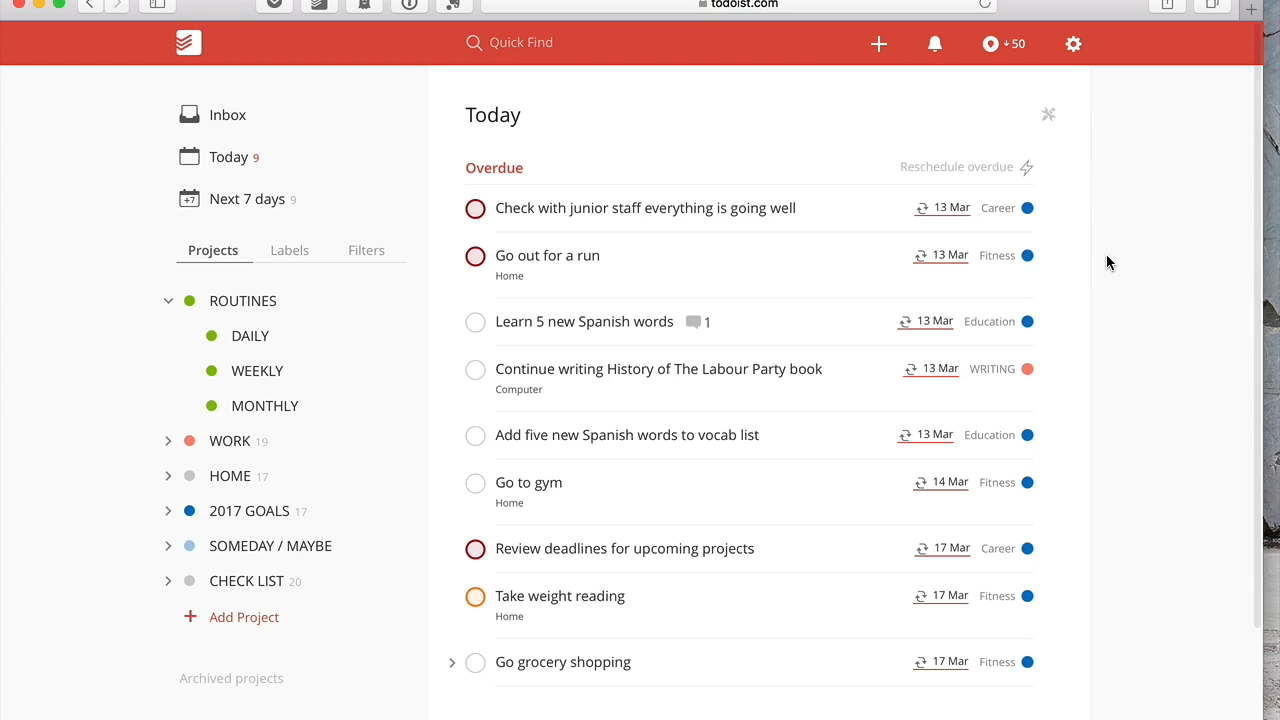 todoist.com
Quick Find
50
Inbox
Today 9
Next 7 days 9
Projects Labels Filters
ROUTINES
DAILY
WEEKLY
MONTHLY
WORK 19
HOME 17
2017 GOALS 17
SOMEDAY / MAYBE
CHECK LIST 20
+ Add Project
Archived projects
Today
Overdue Reschedule overdue
Check with junior staff everything is going well 13 Mar Career
Go out for a run 13 Mar Fitness
Home
Learn 5 new Spanish words 1 13 Mar Education
Continue writing History of The Labour Party book 13 Mar WRITING
Computer
Add five new Spanish words to vocab list 13 Mar Education
Go to gym 14 Mar Fitness
Home
Review deadlines for upcoming projects 17 Mar Career
Take weight reading 17 Mar Fitness
Home
Go grocery shopping 17 Mar Fitness